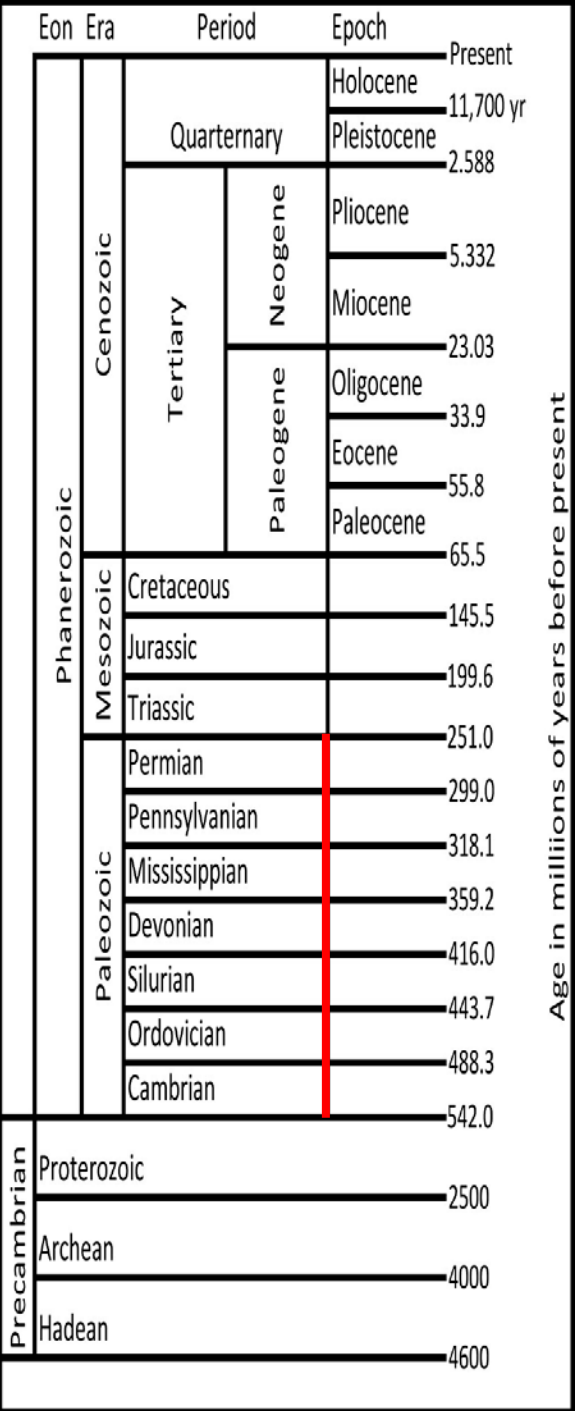 Eon Era Period Epoch
Present
Holocene
11,700 yr
Quarternary Pleistocene
2.588
Pliocene
Neogene
5.332
Cenozoic
Tertiary
Miocene
23.03
Oligocene
33.9
Paleogene
Eocene
55.8
Paleocene
65.5
Phanerozoic
Mesozoic
Cretaceous
145.5
Jurassic
199.6
Triassic
251.0
Permian
299.0
Pennsylvanian
318.1
Mississippian
359.2
Paleozoic
Devonian
416.0
Silurian
443.7
Ordovician
488.3
Cambrian
542.0
Precambrian
Proterozoic
2500
Archean
4000
Hadean
4600
Age in milliions of years before present